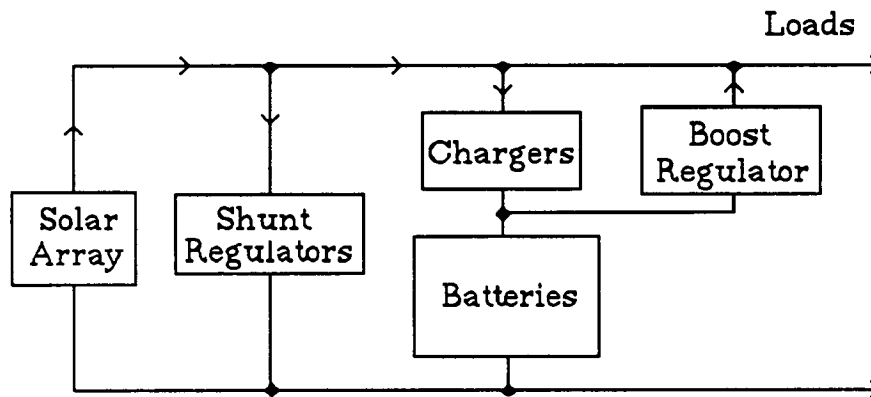 Loads
Chargers
Boost
Regulator
Solar
Array
Shunt
Regulators
Batteries